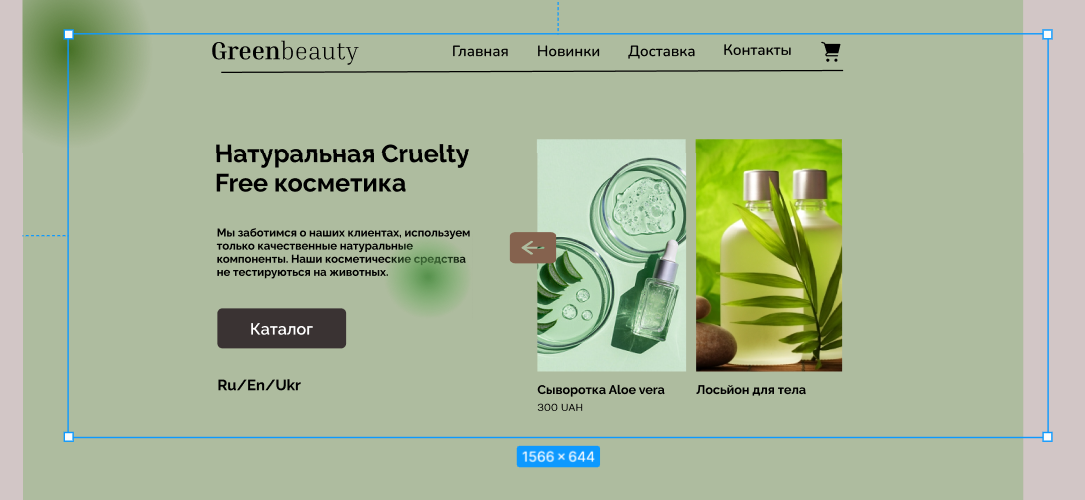 Greenbeauty
Главная Новинки Доставка Контакты
Натуральная Cruelty
Free косметика
Мы заботимся о наших клиентах, используем
только качественные натуральные
компоненты. Наши косметические средства
не тестируються на животных.
Каталог
Ru/En/Ukr
Сыворотка Aloe vera
300 UAH
Лосьйон для тела
1566 × 644